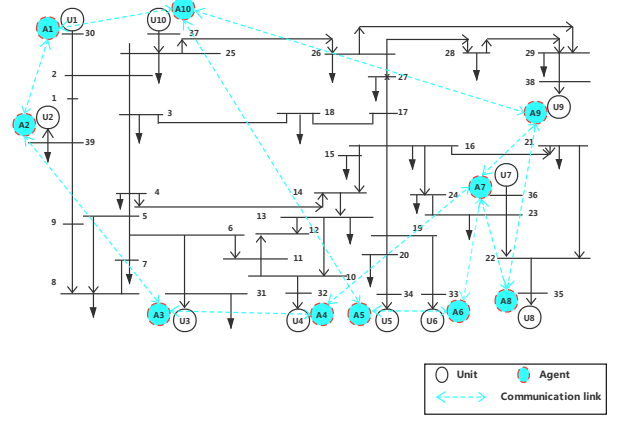 A10
A1 U1 U10
30 37
25 26 28 29
2 27 38
1
U2 A9 U9
A2 3 18 17
39 15 16 21
U7
A7
4 14 24 36
5 13 23
9 6 12 19
7 11 20 22
8 31 32 10 34 33 35
A3 U3 U4 A4 A5 U5 U6 A6 A8 U8
Unit Agent
Communication link